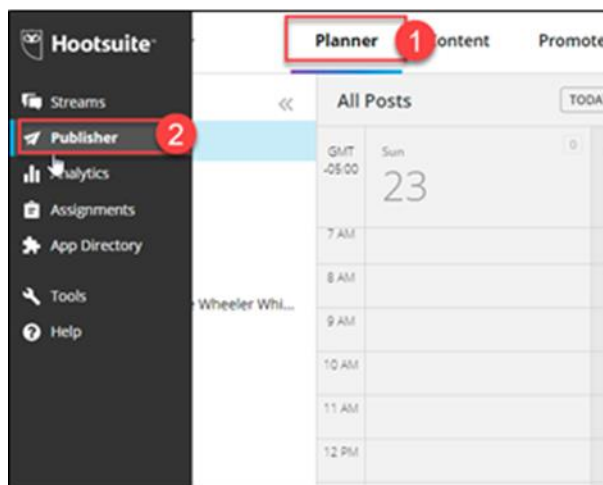 Hootsuite
Planner
1
ontent
Promote
Streams
Publisher
2
nalytics
Assignments
App Directory
Tools
Help
Wheeler Whi...
All Posts
TODA
GMT
-05:00
Sun
23
0
7 AM
8 AM
9 AM
10 AM
11 AM
12 PM